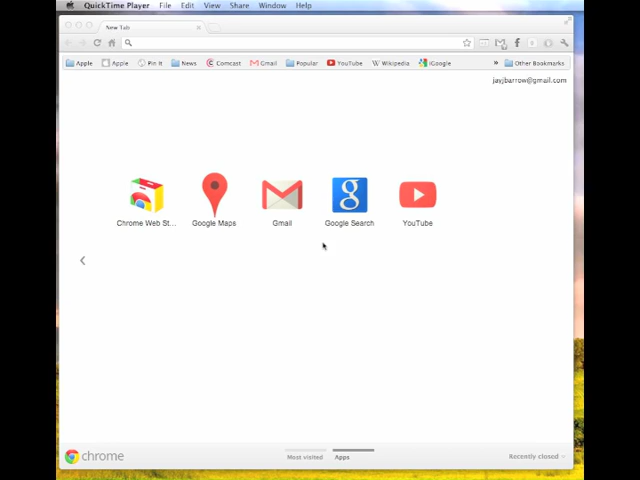 QuickTime Player File Edit View Share Window Help
New Tab
Apple Apple Pin It News Comcast Gmail Popular YouTube Wikipedia iGoogle » Other Bookmarks
jayjbarrow@gmail.com
Chrome Web St... Google Maps Gmail Google Search YouTube
chrome Most visited Apps Recently closed